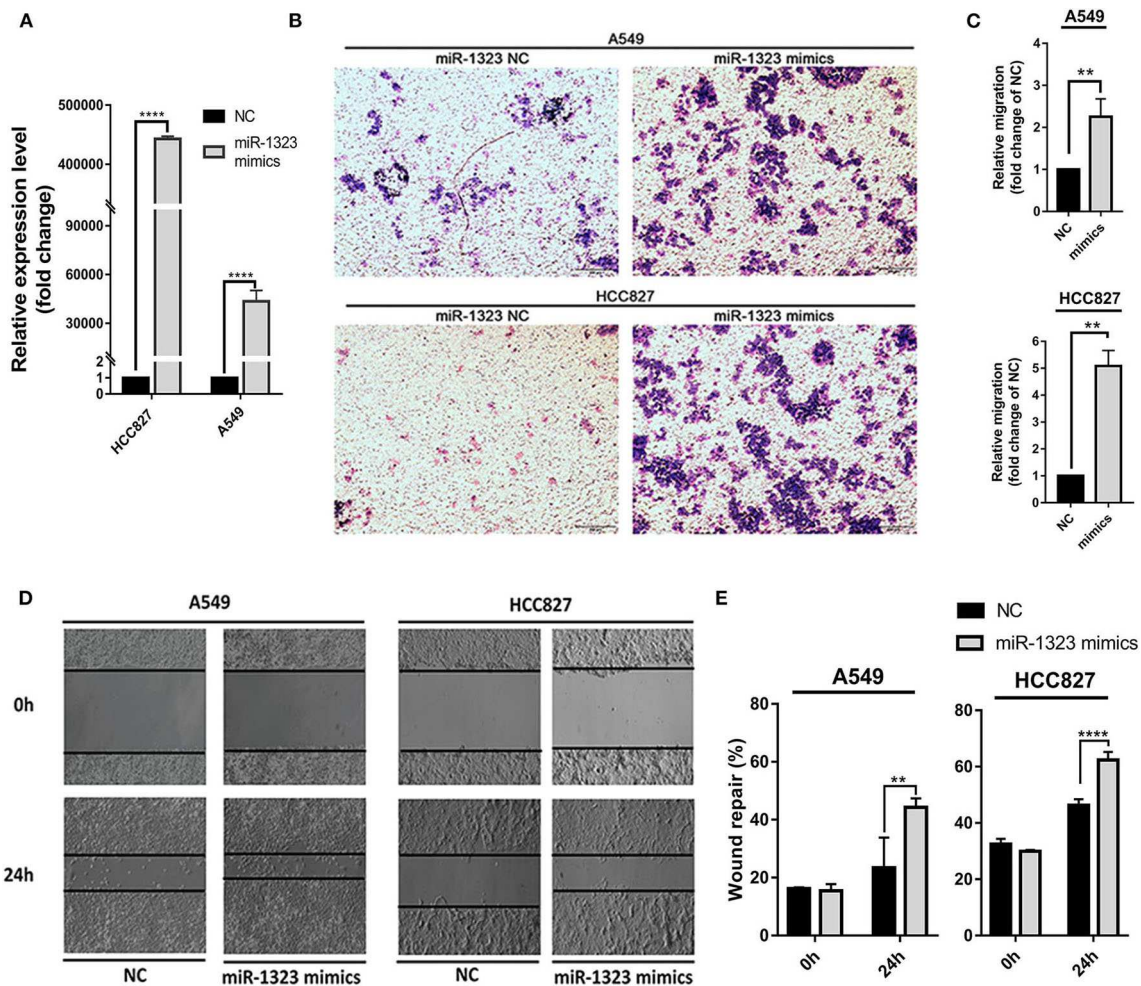 A
Relative expression level
(fold change)
500000
400000
90000
60000
30000
2
1
0
****
****
NC
miR-1323
mimics
HCC827
A549
B
A549
miR-1323 NC
miR-1323 mimics
HCC827
miR-1323 NC
miR-1323 mimics
C
A549
Relative migration
(fold change of NC)
4
3
2
1
0
**
NC
mimics
HCC827
Relative migration
(fold change of NC)
6
5
4
3
2
1
0
**
NC
mimics
D
A549
HCC827
0h
24h
NC
miR-1323 mimics
NC
miR-1323 mimics
E
NC
miR-1323 mimics
A549
Wound repair (%)
80
60
40
20
0
**
0h
24h
HCC827
80
60
40
20
0
****
0h
24h